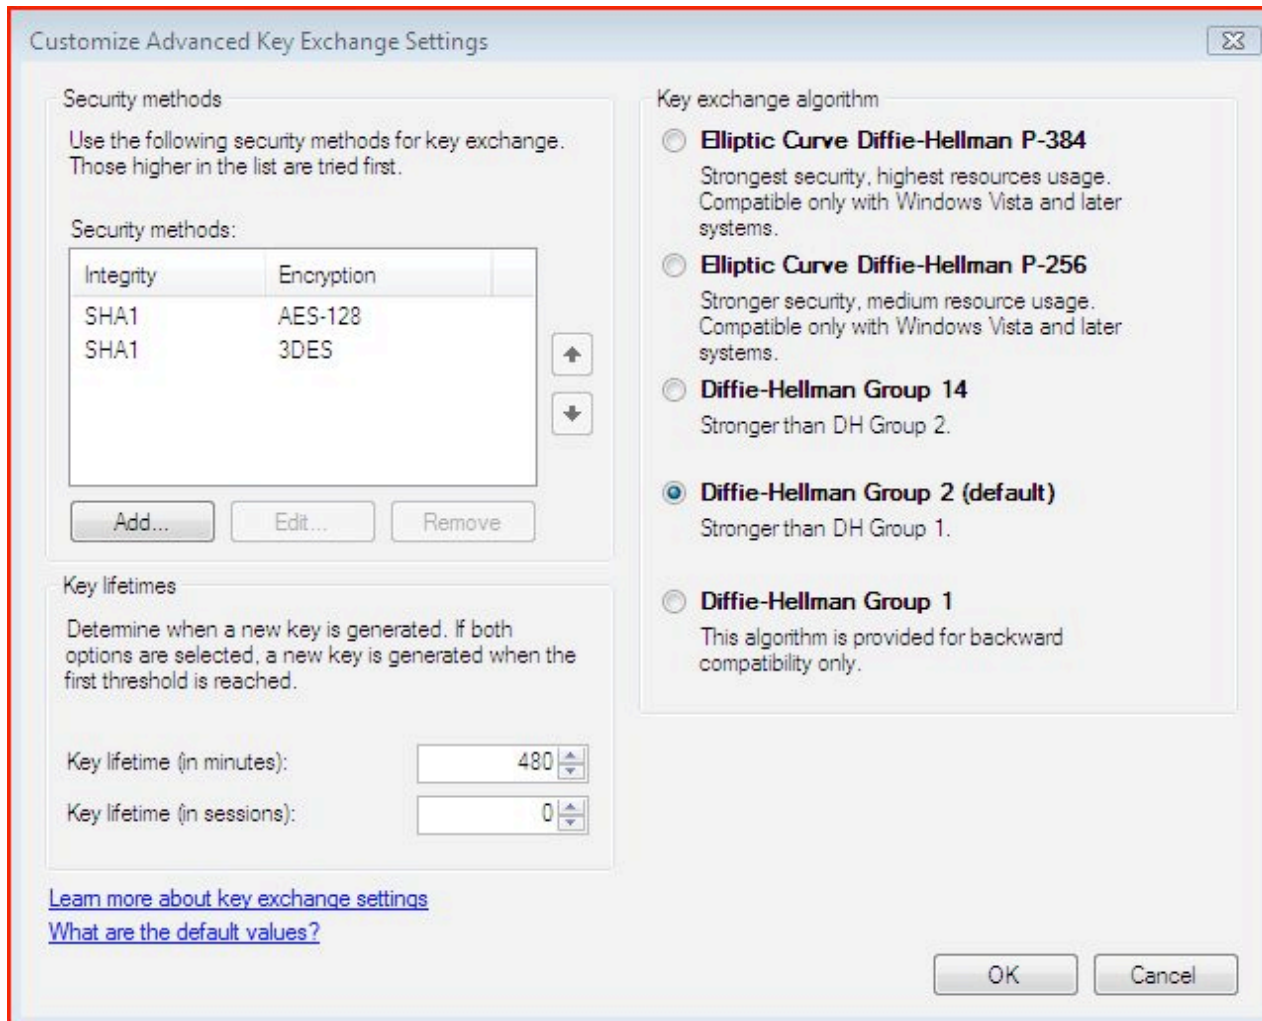 Customize Advanced Key Exchange Settings
Security methods
Use the following security methods for key exchange.
Those higher in the list are tried first.
Security methods:
Integrity Encryption
SHA1 AES-128
SHA1 3DES
Add... Edit... Remove
Key lifetimes
Determine when a new key is generated. If both
options are selected, a new key is generated when the
first threshold is reached.
Key lifetime (in minutes): 480
Key lifetime (in sessions): 0
Learn more about key exchange settings
What are the default values?
Key exchange algorithm
Elliptic Curve Diffie-Hellman P-384
Strongest security, highest resources usage.
Compatible only with Windows Vista and later
systems.
Elliptic Curve Diffie-Hellman P-256
Stronger security, medium resource usage.
Compatible only with Windows Vista and later
systems.
Diffie-Hellman Group 14
Stronger than DH Group 2.
Diffie-Hellman Group 2 (default)
Stronger than DH Group 1.
Diffie-Hellman Group 1
This algorithm is provided for backward
compatibility only.
OK Cancel